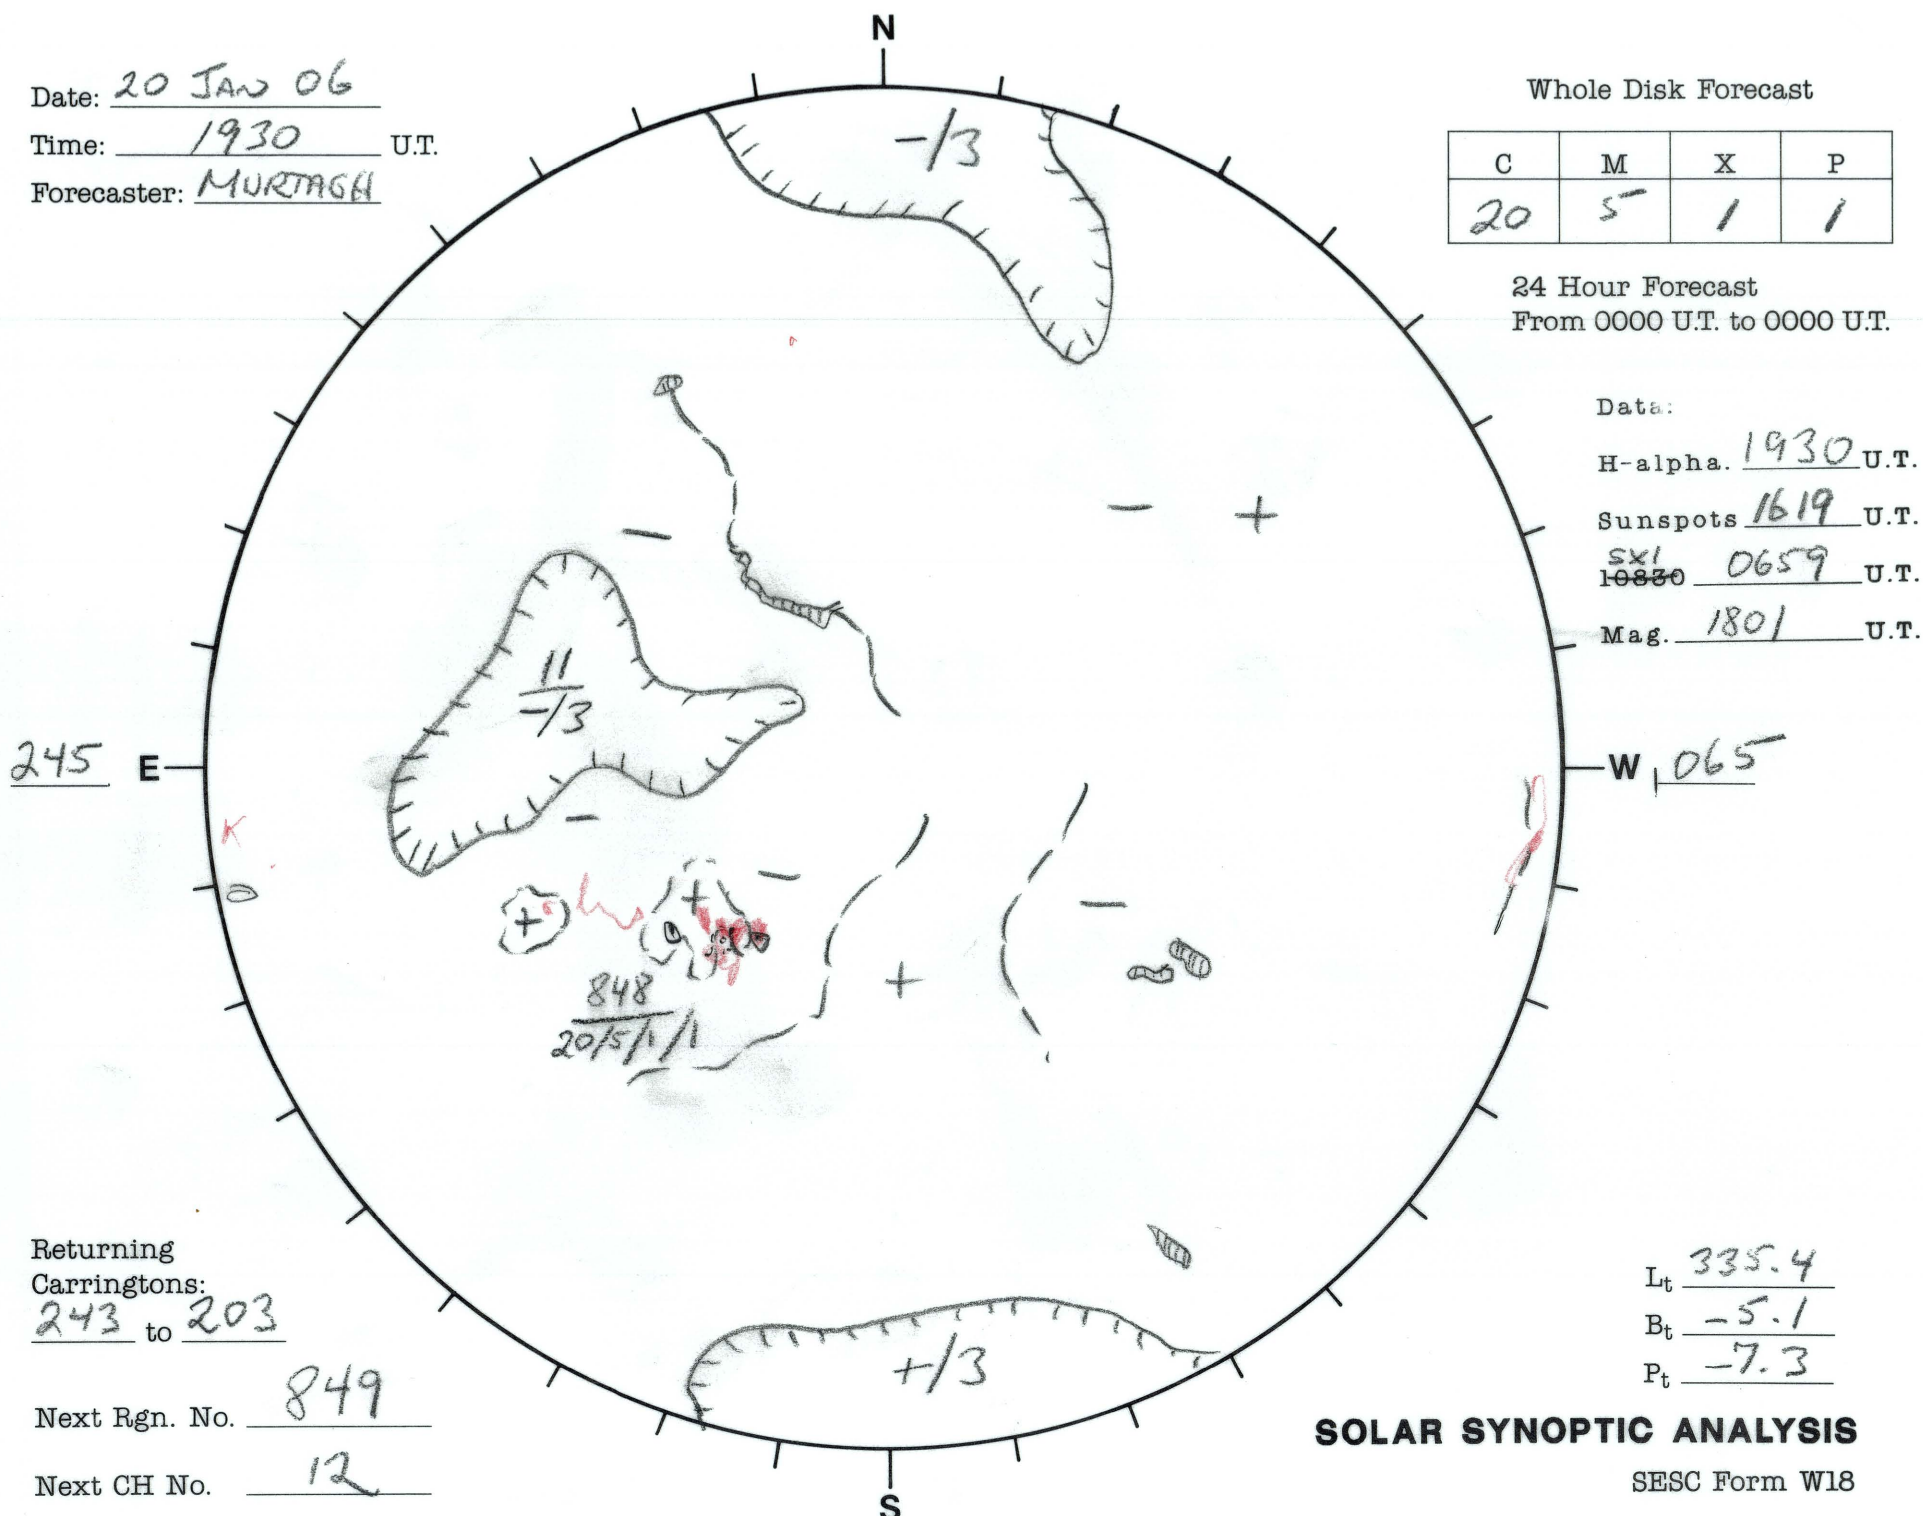 N
Date: 20 JAN 06
Time: 1930 U.T.
Forecaster: MURTAGH
Whole Disk Forecast
C M X P
20 5 1 1
24 Hour Forecast
From 0000 U.T. to 0000 U.T.
-/3
Data:
H-alpha. 1930 U.T.
Sunspots 1619 U.T.
SXI
10830 0659 U.T.
Mag. 1801 U.T.
- +
-
11
-/3
245 E
W 065
-
-
+
+
-
+
848
20/5/1/1
+/3
Returning
Carringtons:
243 to 203
Next Rgn. No. 849
Next CH No. 12
Lt 335.4
Bt -5.1
Pt -7.3
SOLAR SYNOPTIC ANALYSIS
SESC Form W18
S